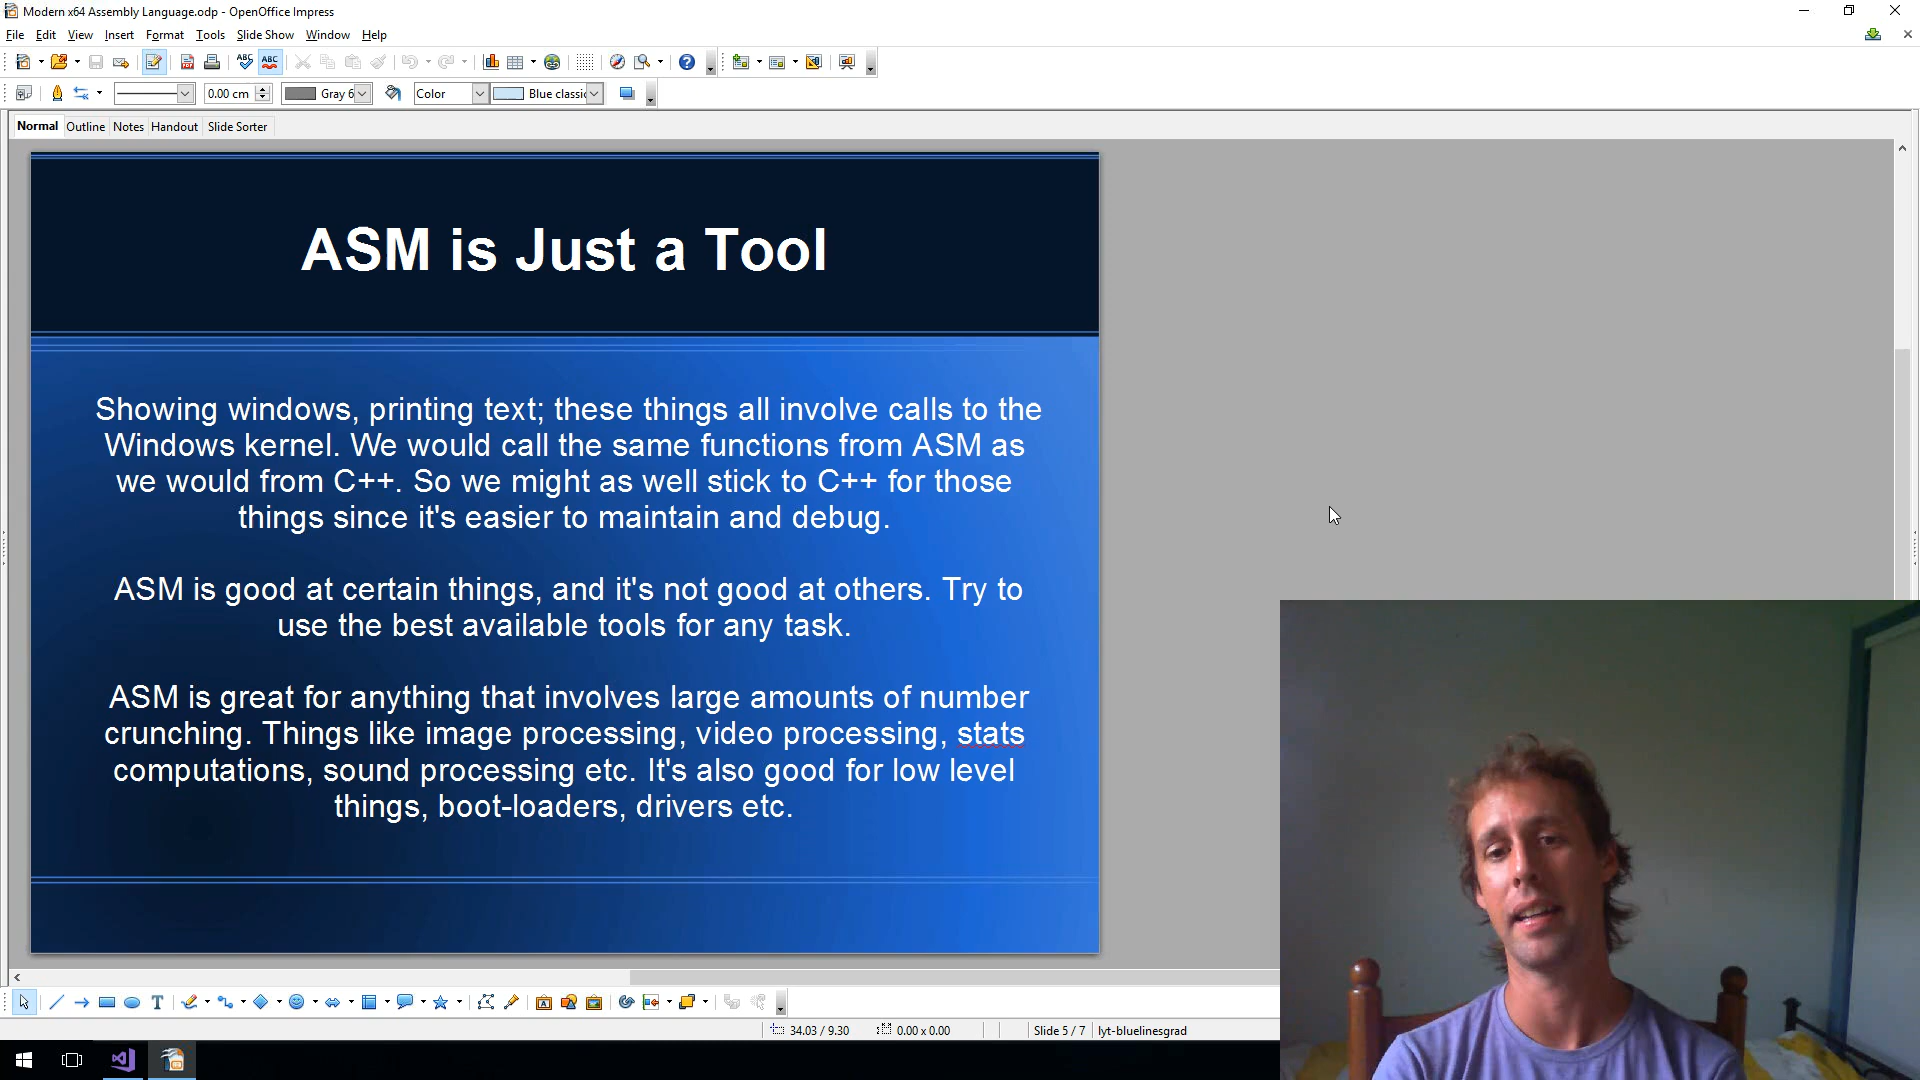 Modern x64 Assembly Language.odp - OpenOffice Impress
File Edit View Insert Format Tools Slide Show Window Help
ABC ABC
0.00 cm Gray 6 Color Blue classic
Normal Outline Notes Handout Slide Sorter
ASM is Just a Tool
Showing windows, printing text; these things all involve calls to the
Windows kernel. We would call the same functions from ASM as
we would from C++. So we might as well stick to C++ for those
things since it's easier to maintain and debug.
ASM is good at certain things, and it's not good at others. Try to
use the best available tools for any task.
ASM is great for anything that involves large amounts of number
crunching. Things like image processing, video processing, stats
computations, sound processing etc. It's also good for low level
things, boot-loaders, drivers etc.
34.03 / 9.30 0.00 x 0.00 Slide 5 / 7 lyt-bluelinesgrad